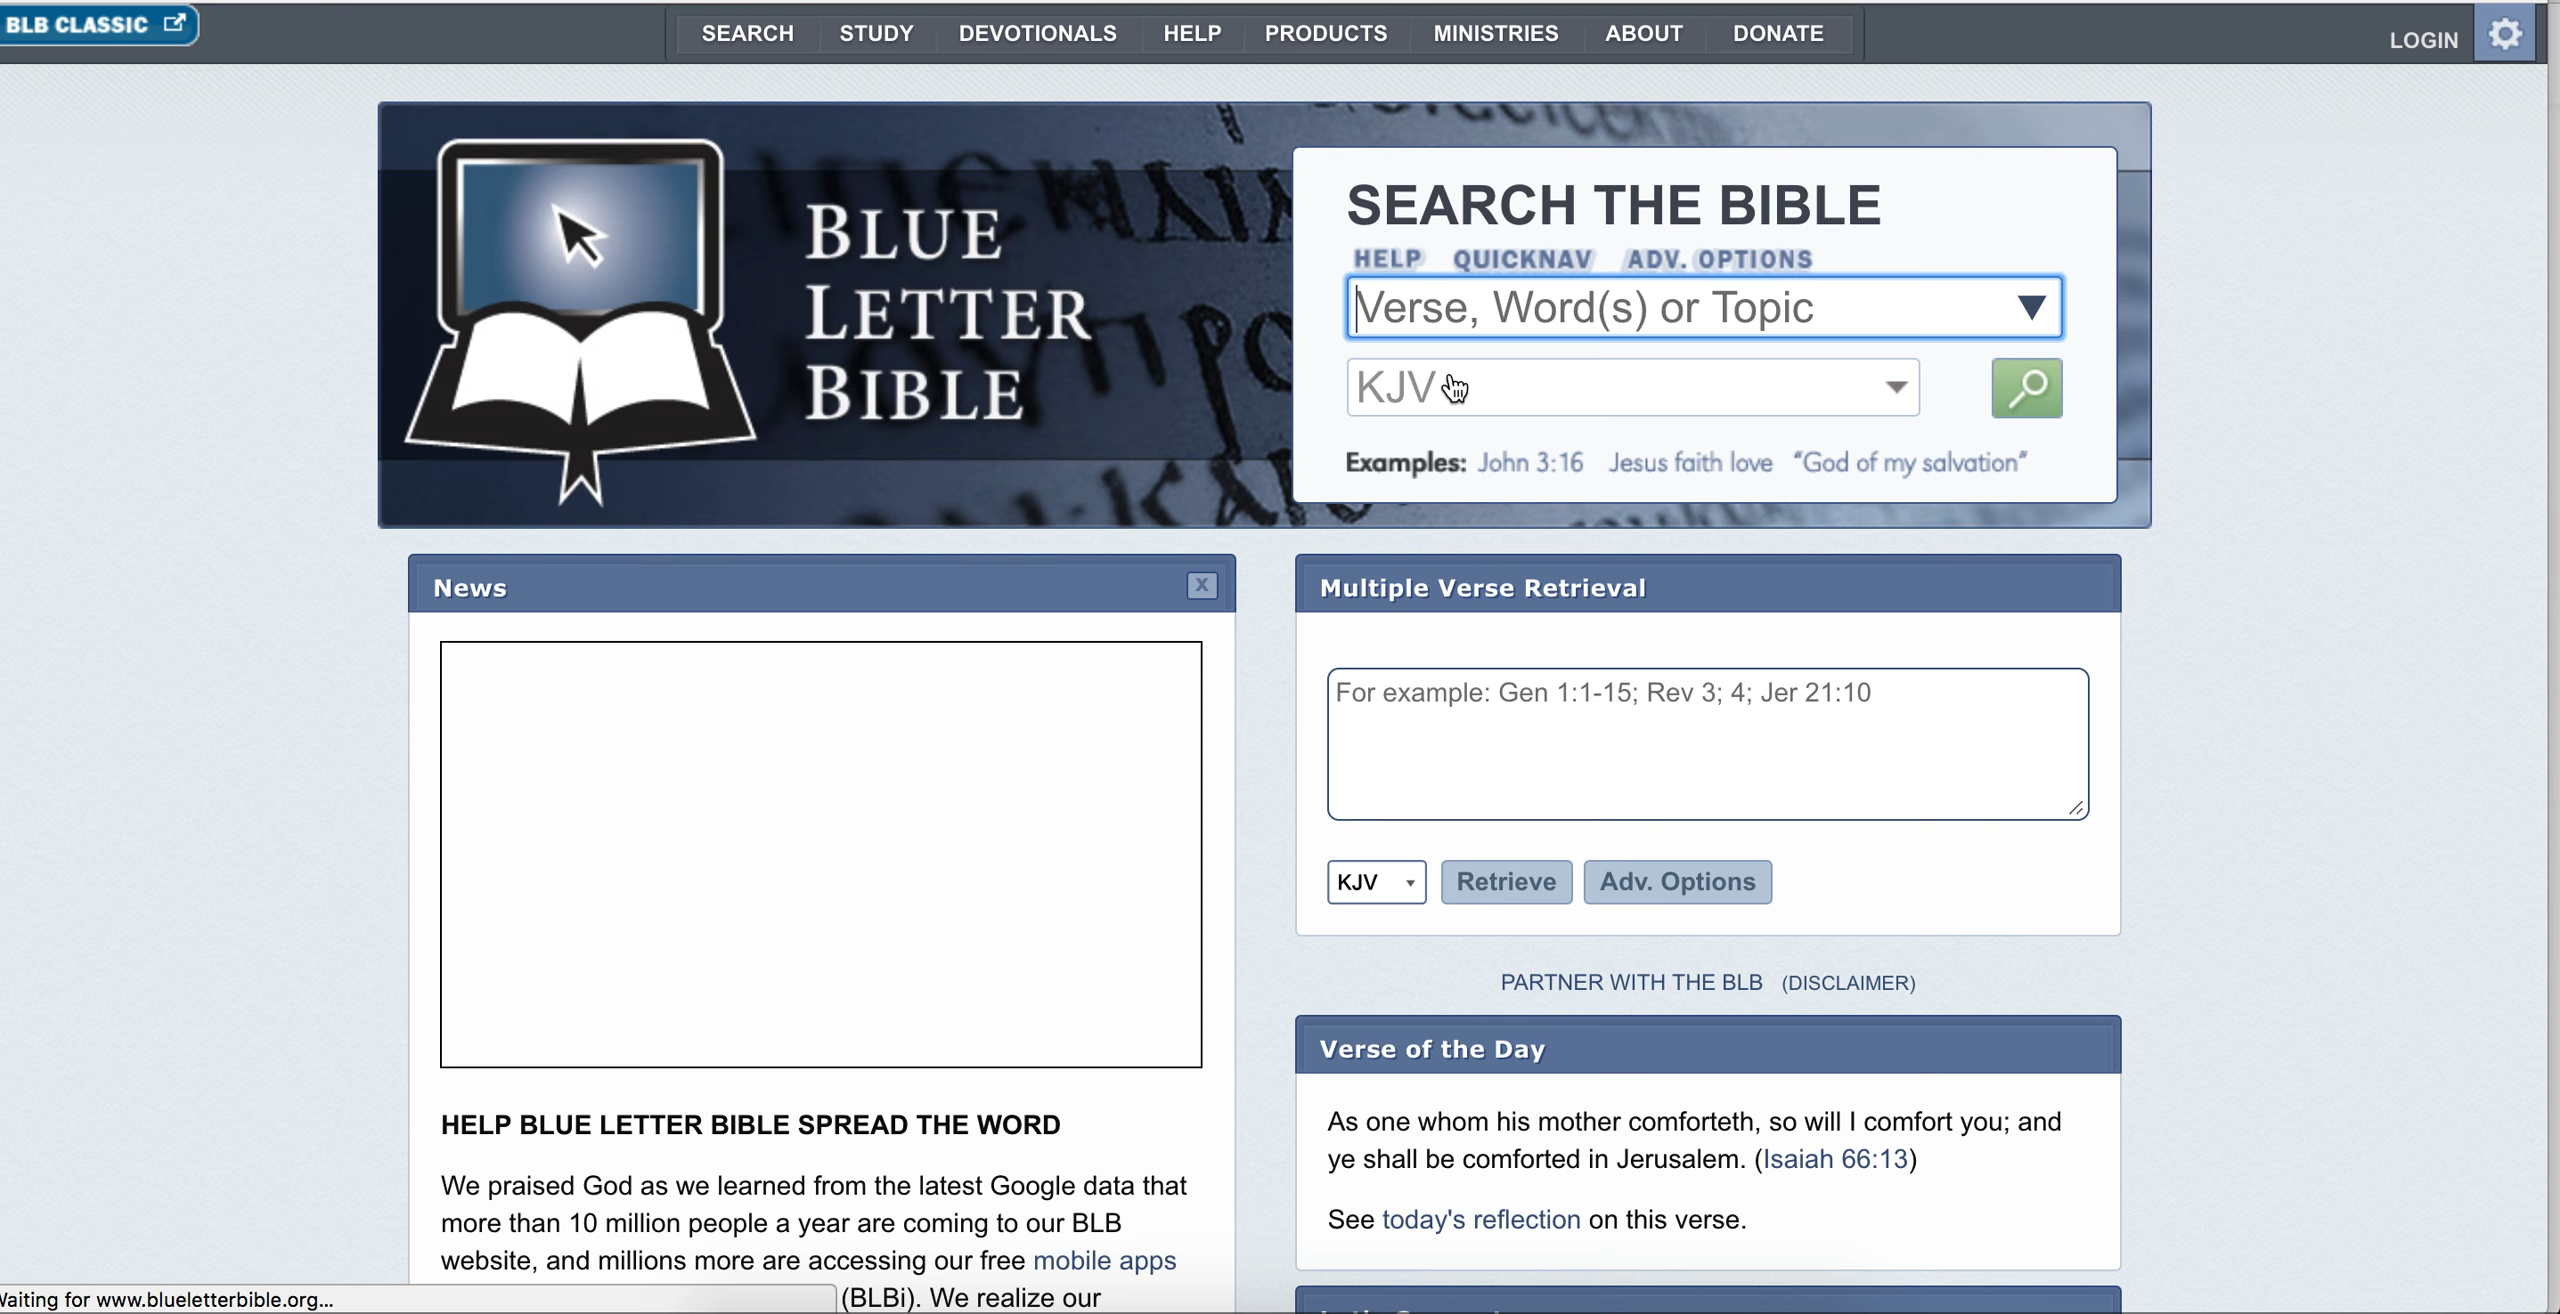 BLB CLASSIC
SEARCH STUDY DEVOTIONALS HELP PRODUCTS MINISTRIES ABOUT DONATE
LOGIN
BLUE
LETTER
BIBLE
SEARCH THE BIBLE
HELP QUICKNAV ADV. OPTIONS
Verse, Word(s) or Topic
KJV
Examples: John 3:16 Jesus faith love “God of my salvation”
News
X
HELP BLUE LETTER BIBLE SPREAD THE WORD
We praised God as we learned from the latest Google data that
more than 10 million people a year are coming to our BLB
website, and millions more are accessing our free mobile apps
(BLBi). We realize our
Multiple Verse Retrieval
For example: Gen 1:1-15; Rev 3; 4; Jer 21:10
KJV Retrieve Adv. Options
PARTNER WITH THE BLB (DISCLAIMER)
Verse of the Day
As one whom his mother comforteth, so will I comfort you; and
ye shall be comforted in Jerusalem. (Isaiah 66:13)
See today's reflection on this verse.
Waiting for www.blueletterbible.org...